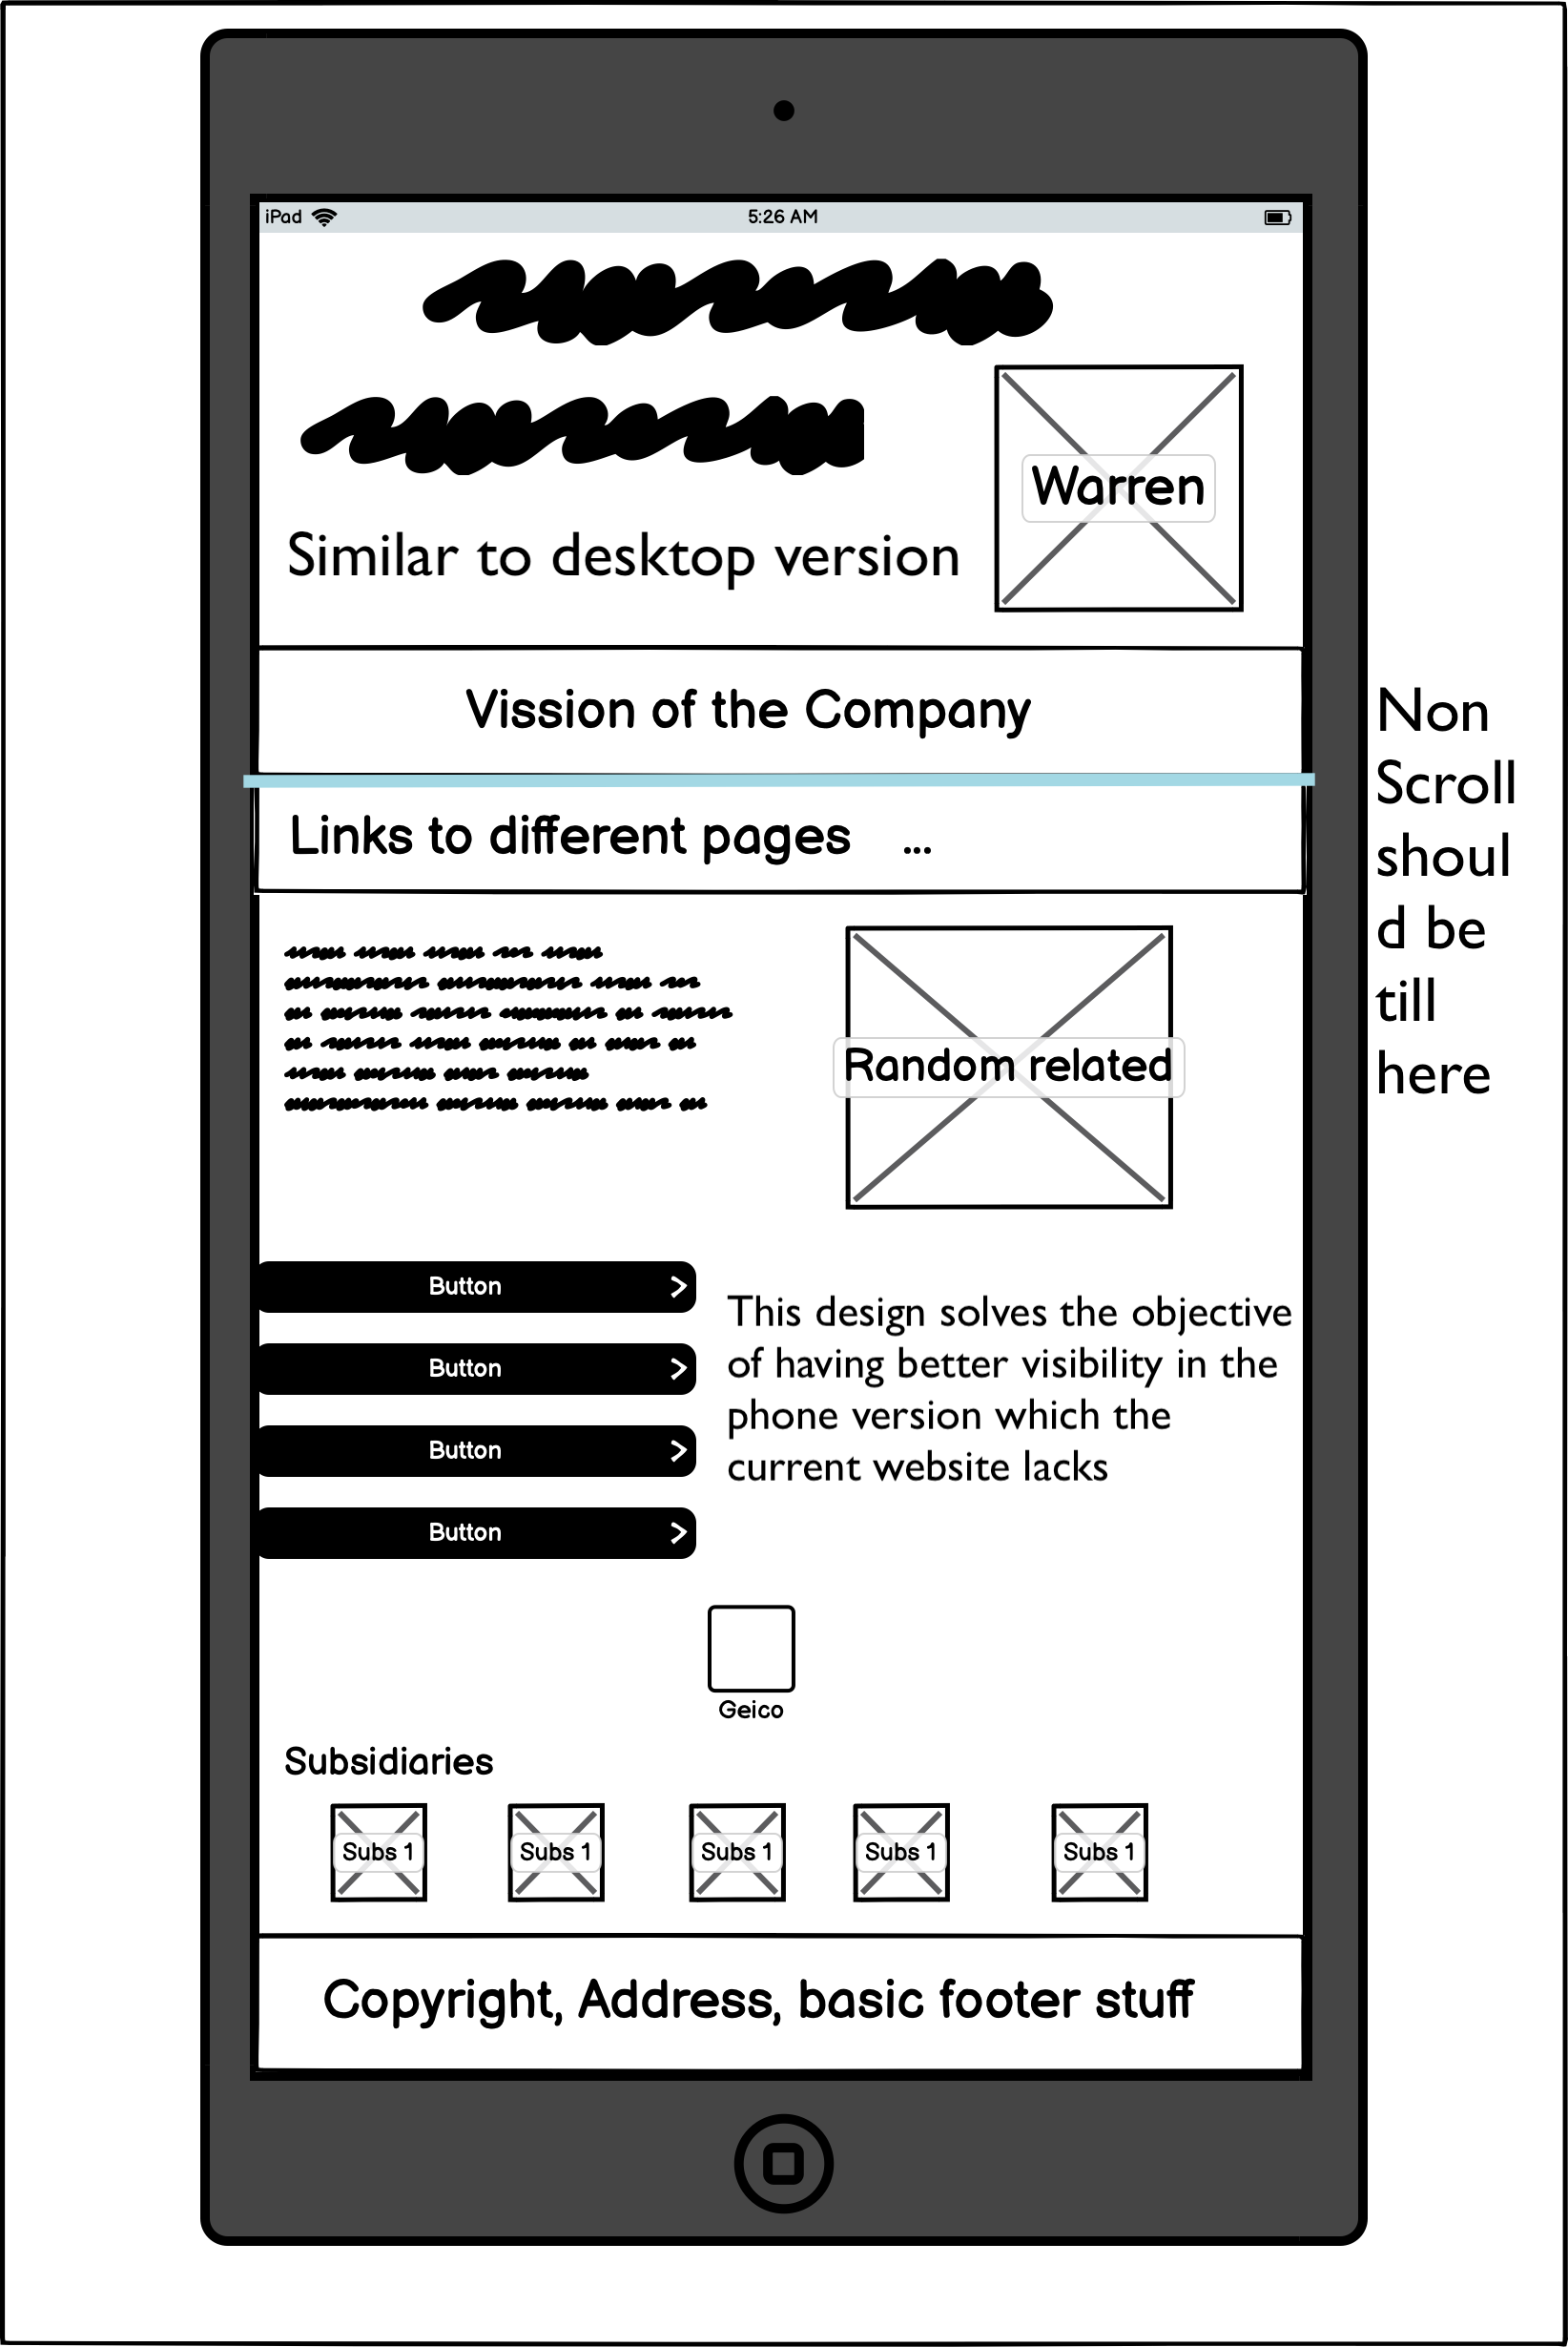 iPad 5:26 AM
Warren
Similar to desktop version
Vission of the Company
Links to different pages ...
Non
Scroll
shoul
d be
till
here
Random related
Button
Button
Button
Button
This design solves the objective
of having better visibility in the
phone version which the
current website lacks
Geico
Subsidiaries
Subs 1 Subs 1 Subs 1 Subs 1 Subs 1
Copyright, Address, basic footer stuff